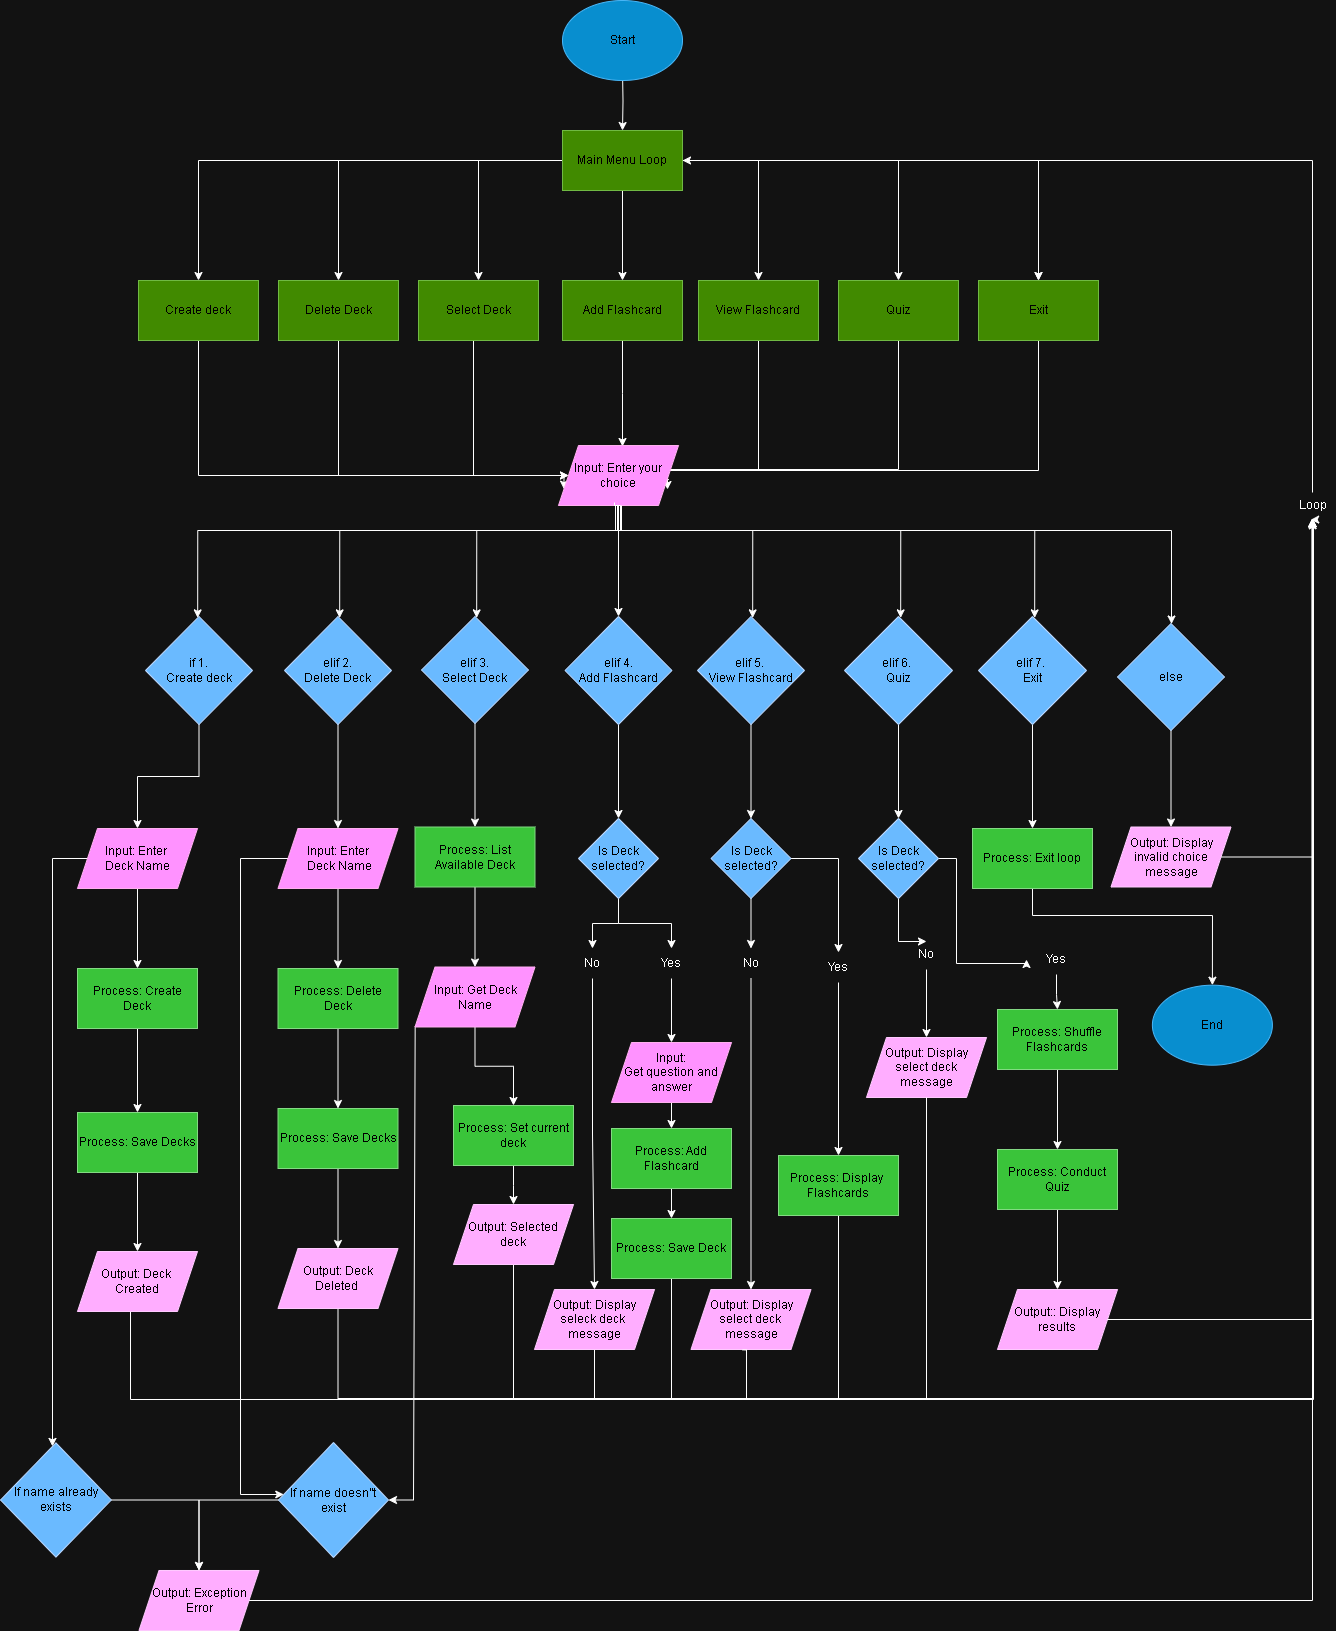 Start
Main Menu Loop
Create deck
Delete Deck
Select Deck
Add Flashcard
View Flashcard
Quiz
Exit
Input: Enter your
choice
Loop
if 1.
Create deck
elif 2.
Delete Deck
elif 3.
Select Deck
elif 4.
Add Flashcard
elif 5.
View Flashcard
elif 6.
Quiz
elif 7.
Exit
else
Input: Enter
Deck Name
Input: Enter
Deck Name
Process: List
Available Deck
Is Deck
selected?
Is Deck
selected?
Is Deck
selected?
Process: Exit loop
Output: Display
invalid choice
message
No
Yes
No
Yes
No
Yes
Process: Create
Deck
Process: Delete
Deck
Input: Get Deck
Name
Input:
Get question and
answer
Output: Display
select deck
message
Process: Shuffle
Flashcards
End
Process: Save Decks
Process: Save Decks
Process: Set current
deck
Process: Add
Flashcard
Process: Display
Flashcards
Process: Conduct
Quiz
Output: Deck
Created
Output: Deck
Deleted
Output: Selected
deck
Process: Save Deck
Output: Display
seleck deck
message
Output: Display
select deck
message
Output:: Display
results
If name already
exists
If name doesn"t
exist
Output: Exception
Error